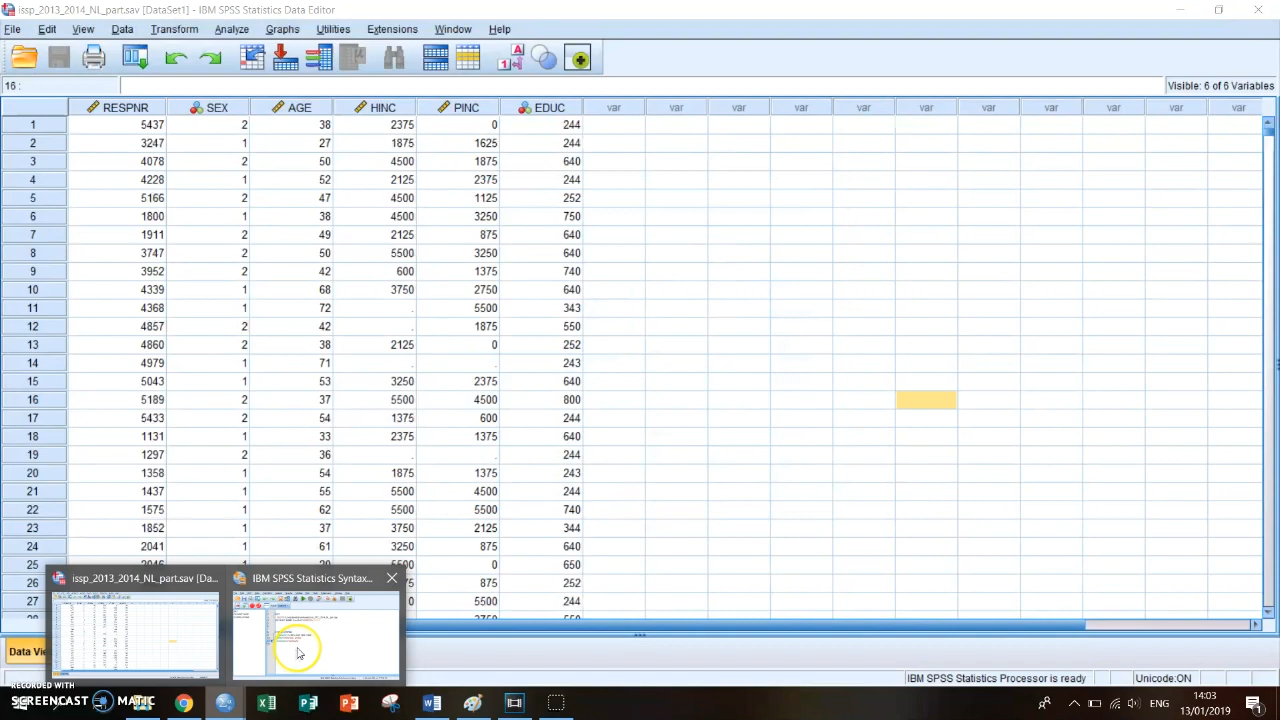 issp_2013_2014_NL_part.sav [DataSet1] - IBM SPSS Statistics Data Editor
File Edit View Data Transform Analyze Graphs Utilities Extensions Window Help
16 :
Visible: 6 of 6 Variables
RESPNR SEX AGE HINC PINC EDUC var var var var var var var var var var var
1 5437 2 38 2375 0 244
2 3247 1 27 1875 1625 244
3 4078 2 50 4500 1875 640
4 4228 1 52 2125 2375 244
5 5166 2 47 4500 1125 252
6 1800 1 38 4500 3250 750
7 1911 2 49 2125 875 640
8 3747 2 50 5500 3250 640
9 3952 2 42 600 1375 740
10 4339 1 68 3750 2750 640
11 4368 1 72 . 5500 343
12 4857 2 42 . 1875 550
13 4860 2 38 2125 0 252
14 4979 1 71 . . 243
15 5043 1 53 3250 2375 640
16 5189 2 37 5500 4500 800
17 5433 2 54 1375 600 244
18 1131 1 33 2375 1375 640
19 1297 2 36 . . 244
20 1358 1 54 1875 1375 243
21 1437 1 55 5500 4500 244
22 1575 1 62 5500 5500 740
23 1852 1 37 3750 2125 344
24 2041 1 61 3250 875 640
25 5500 0 650
26 875 252
27 0 5500 244
issp_2013_2014_NL_part.sav [Da... IBM SPSS Statistics Syntax...
Data Vie
IBM SPSS Statistics Processor is ready Unicode:ON
RECORDED WITH
SCREENCAST MATIC
ENG
14:03
13/01/2019